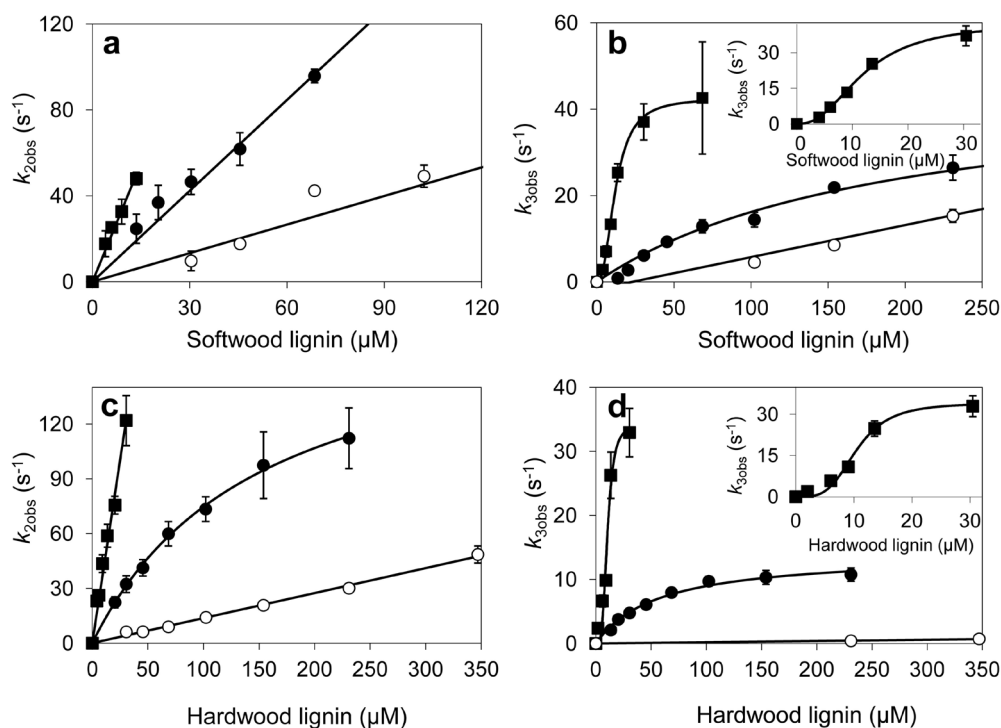 a
120
80
40
0
k2obs (s⁻¹)
0 30 60 90 120
Softwood lignin (µM)
b
60
40
20
0
k3obs (s⁻¹)
0 50 100 150 200 250
Softwood lignin (µM)
30
15
0
k3obs (s⁻¹)
0 10 20 30
Softwood lignin (µM)
c
120
90
60
30
0
k2obs (s⁻¹)
0 50 100 150 200 250 300 350
Hardwood lignin (µM)
d
40
30
20
10
0
k3obs (s⁻¹)
0 50 100 150 200 250 300 350
Hardwood lignin (µM)
30
15
0
k3obs (s⁻¹)
0 10 20 30
Hardwood lignin (µM)